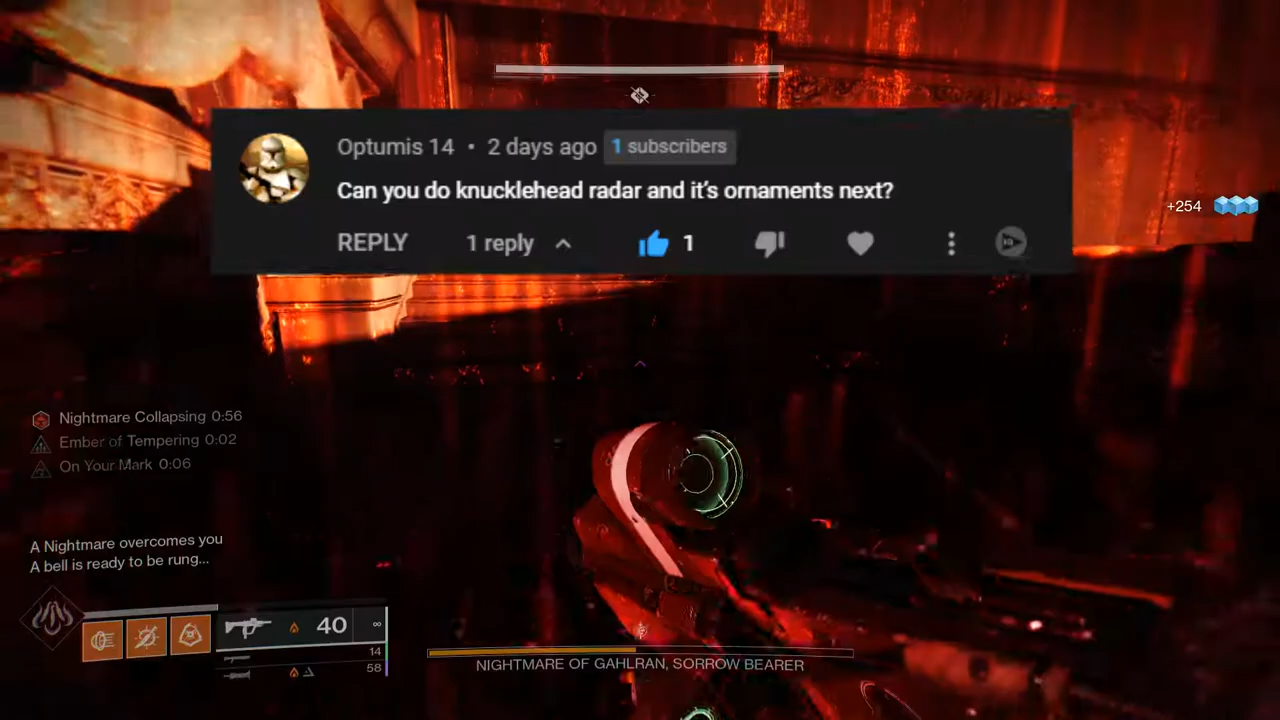 Optumis 14 • 2 days ago 1 subscribers
Can you do knucklehead radar and it's ornaments next?
REPLY 1 reply 1
+254
Nightmare Collapsing 0:56
Ember of Tempering 0:02
On Your Mark 0:06
A Nightmare overcomes you
A bell is ready to be rung...
40 ∞
14
58
NIGHTMARE OF GAHLRAN, SORROW BEARER